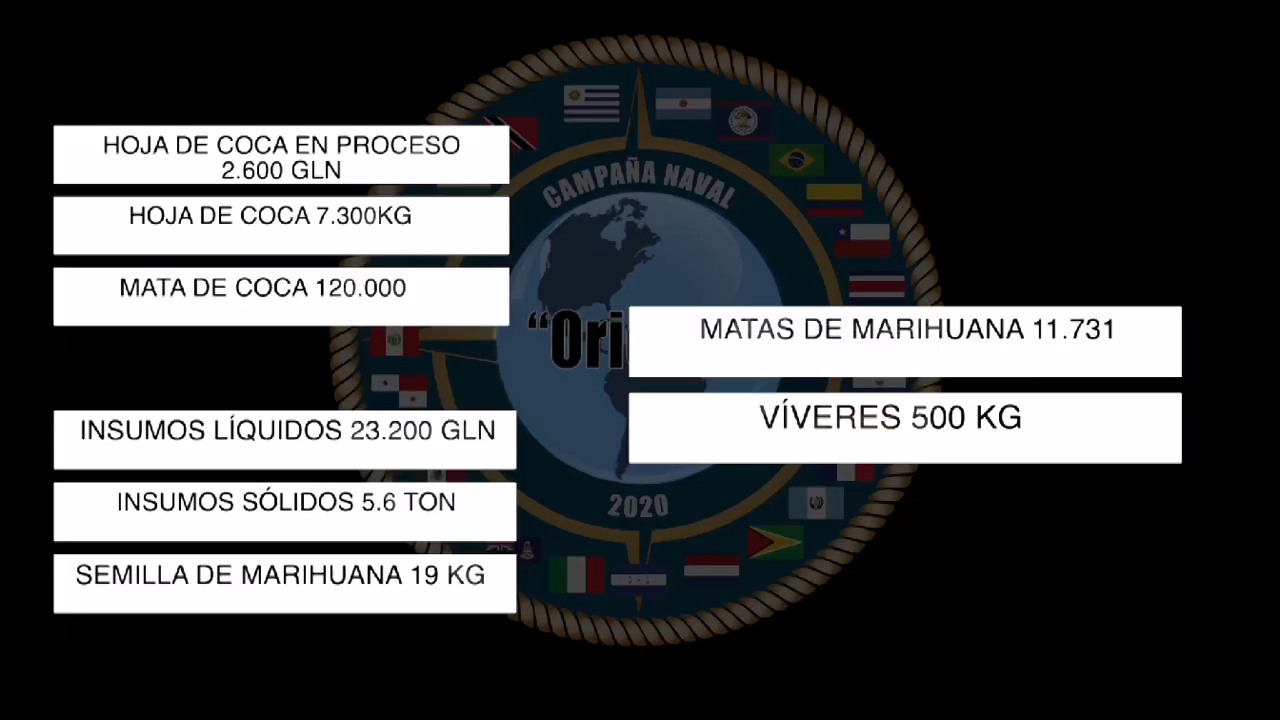 HOJA DE COCA EN PROCESO
2.600 GLN
HOJA DE COCA 7.300KG
MATA DE COCA 120.000
INSUMOS LÍQUIDOS 23.200 GLN
INSUMOS SÓLIDOS 5.6 TON
SEMILLA DE MARIHUANA 19 KG
CAMPAÑA NAVAL
“Ori
2020
MATAS DE MARIHUANA 11.731
VÍVERES 500 KG